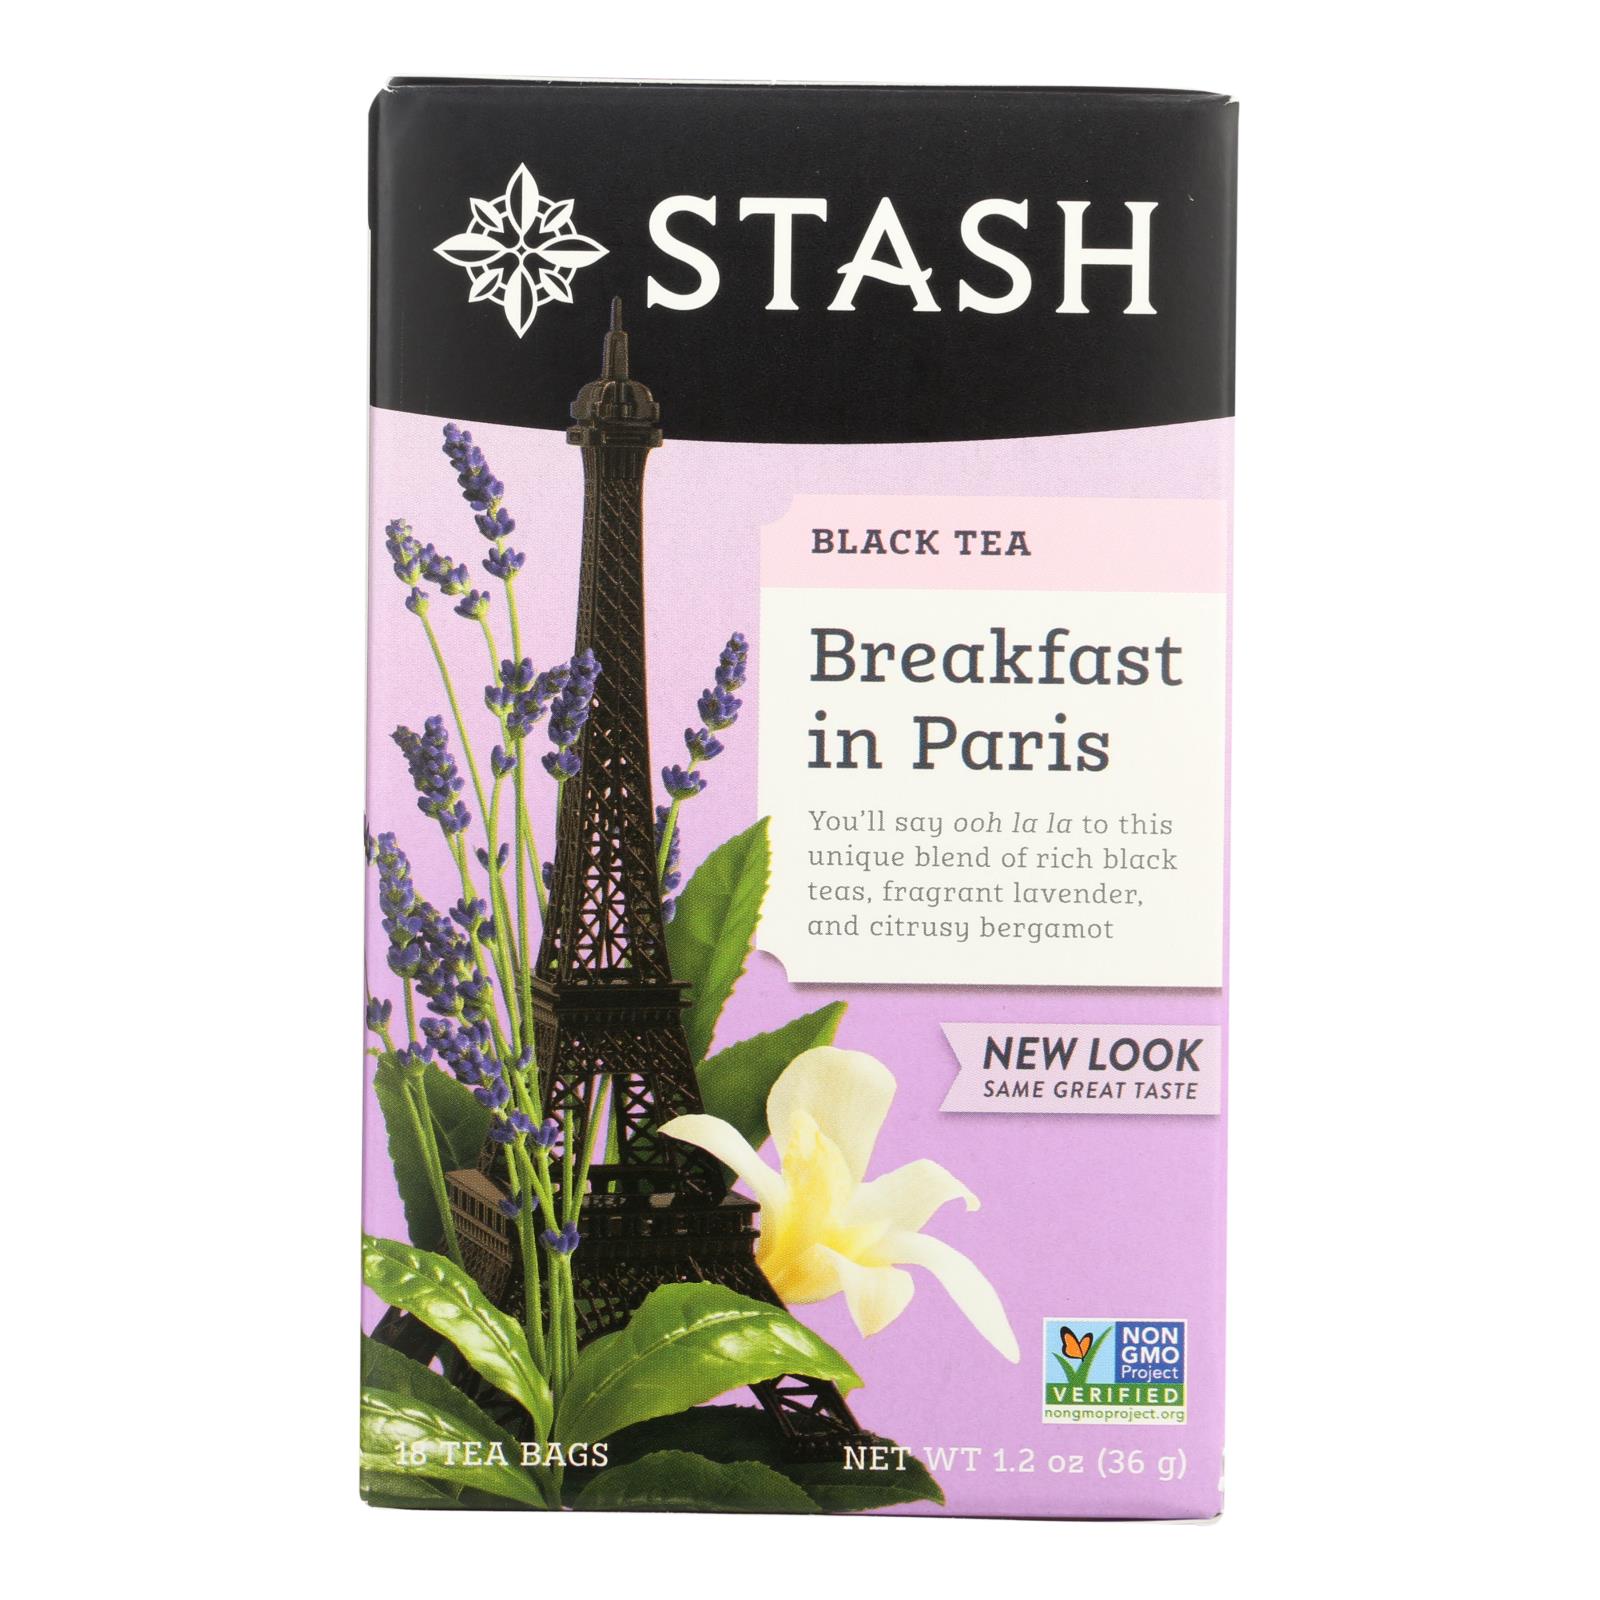 STASH
BLACK TEA
Breakfast
in Paris
You'll say ooh la la to this
unique blend of rich black
teas, fragrant lavender,
and citrusy bergamot
NEW LOOK
SAME GREAT TASTE
NON
GMO
Project
VERIFIED
nongmoproject.org
18 TEA BAGS
NET WT 1.2 oz (36 g)